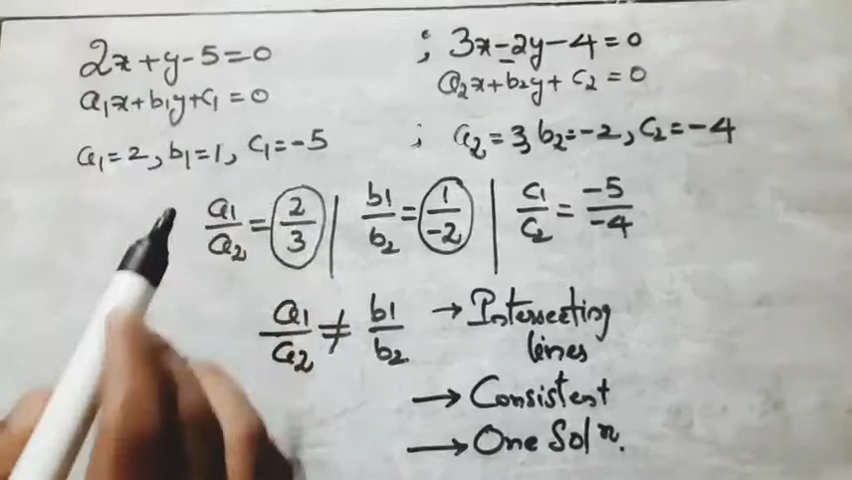 2x+y-5=0 ; 3x-2y-4=0
a₁x+b₁y+c₁=0 a₂x+b₂y+c₂=0
a₁=2, b₁=1, c₁=-5 ; a₂=3, b₂=-2, c₂=-4
a₁/a₂ = 2/3 | b₁/b₂ = 1/-2 | c₁/c₂ = -5/-4
a₁/a₂ ≠ b₁/b₂ → Intersecting
lines
→ Consistent
→ One Solⁿ.